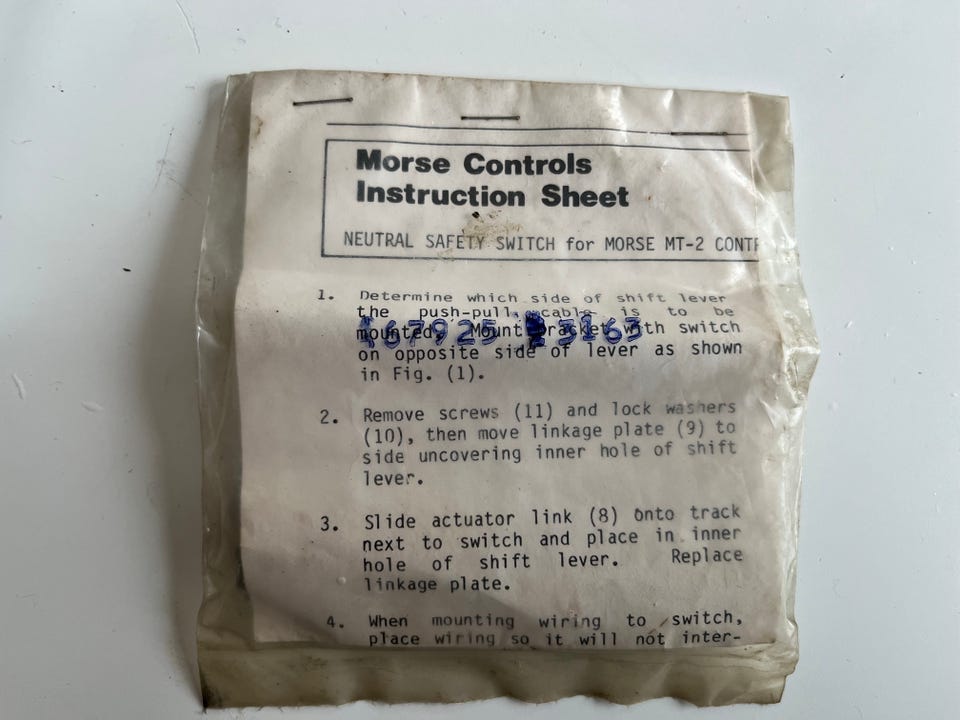 Morse Controls
Instruction Sheet
NEUTRAL SAFETY SWITCH for MORSE MT-2 CONT
1. Determine which side of shift lever
the push-pull cable is to be
mounted. Mount bracket with switch
on opposite side of lever as shown
in Fig. (1).
2. Remove screws (11) and lock washers
(10), then move linkage plate (9) to
side uncovering inner hole of shift
lever.
3. Slide actuator link (8) onto track
next to switch and place in inner
hole of shift lever. Replace
linkage plate.
4. When mounting wiring to switch,
place wiring so it will not inter-